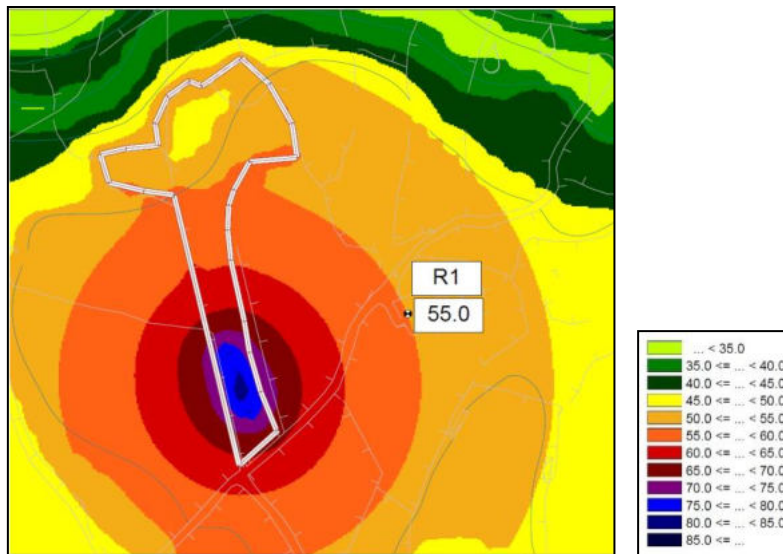 R1
55.0
... < 35.0
35.0 <= ... < 40.0
40.0 <= ... < 45.0
45.0 <= ... < 50.0
50.0 <= ... < 55.0
55.0 <= ... < 60.0
60.0 <= ... < 65.0
65.0 <= ... < 70.0
70.0 <= ... < 75.0
75.0 <= ... < 80.0
80.0 <= ... < 85.0
85.0 <= ...